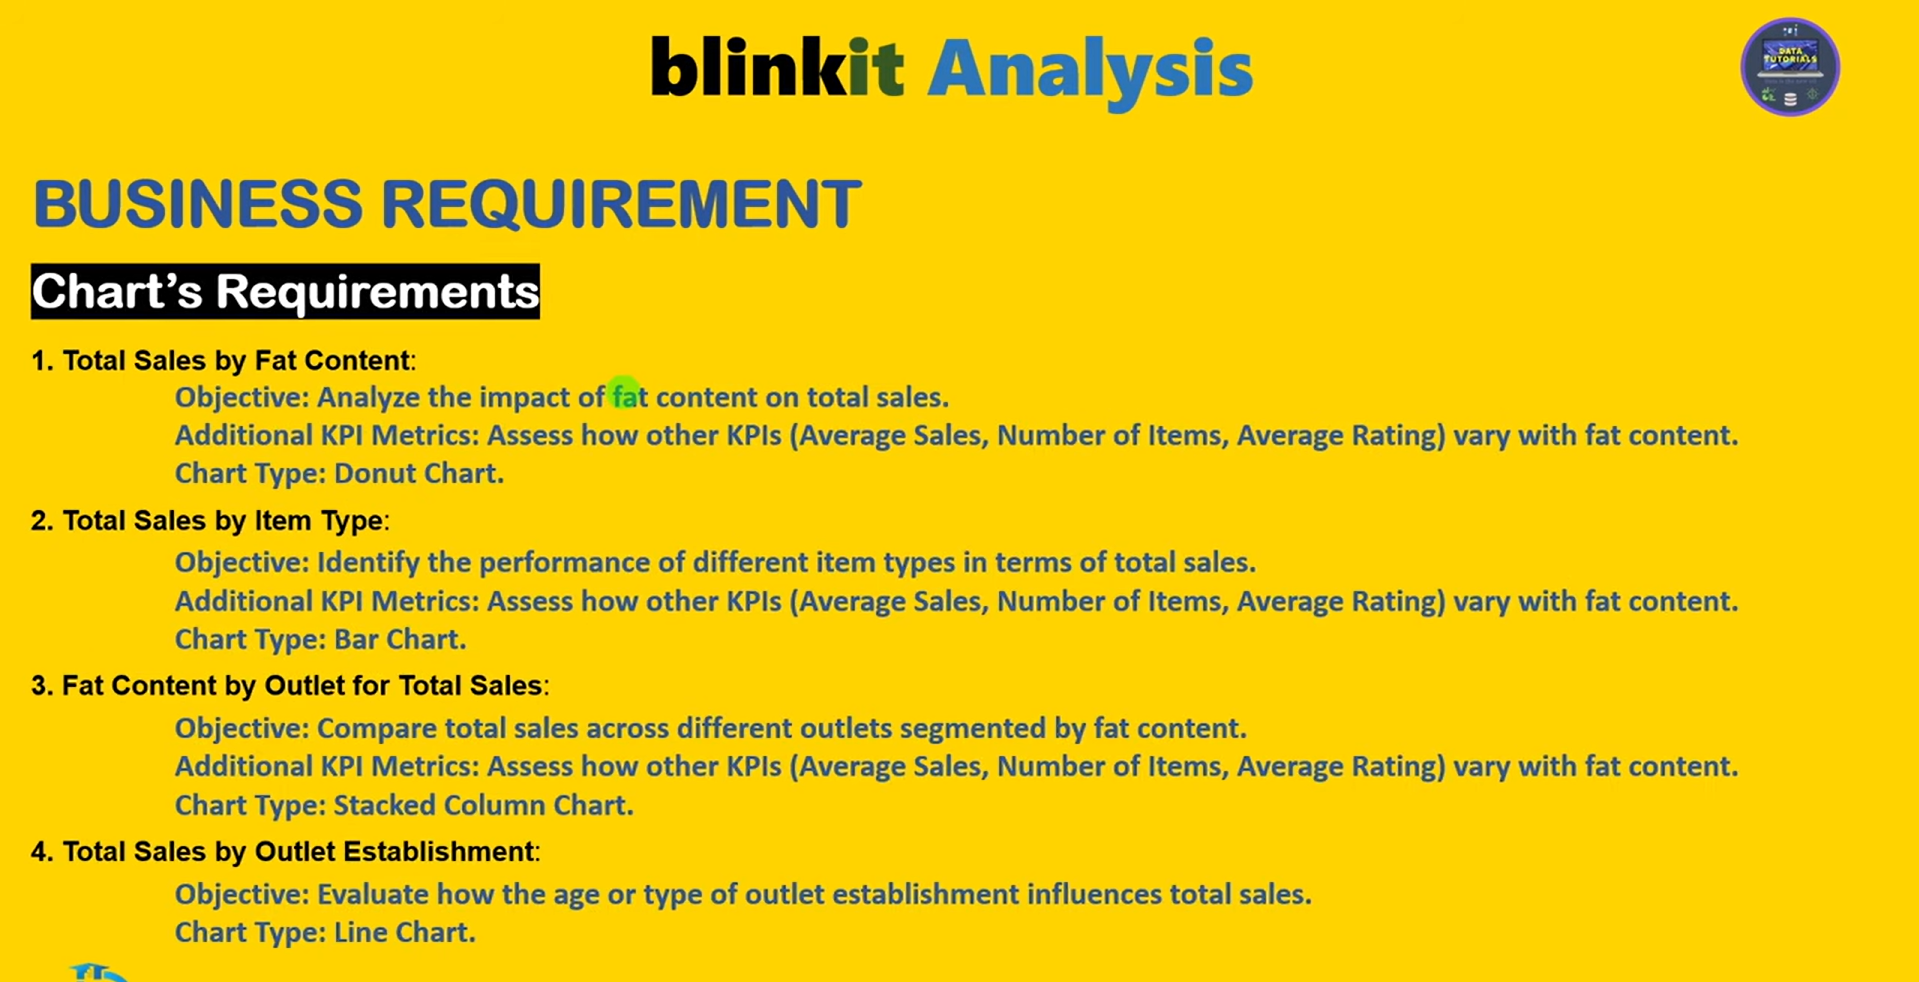 blinkit Analysis
DATA
TUTORIALS
BUSINESS REQUIREMENT
Chart’s Requirements
1. Total Sales by Fat Content:
Objective: Analyze the impact of fat content on total sales.
Additional KPI Metrics: Assess how other KPIs (Average Sales, Number of Items, Average Rating) vary with fat content.
Chart Type: Donut Chart.
2. Total Sales by Item Type:
Objective: Identify the performance of different item types in terms of total sales.
Additional KPI Metrics: Assess how other KPIs (Average Sales, Number of Items, Average Rating) vary with fat content.
Chart Type: Bar Chart.
3. Fat Content by Outlet for Total Sales:
Objective: Compare total sales across different outlets segmented by fat content.
Additional KPI Metrics: Assess how other KPIs (Average Sales, Number of Items, Average Rating) vary with fat content.
Chart Type: Stacked Column Chart.
4. Total Sales by Outlet Establishment:
Objective: Evaluate how the age or type of outlet establishment influences total sales.
Chart Type: Line Chart.